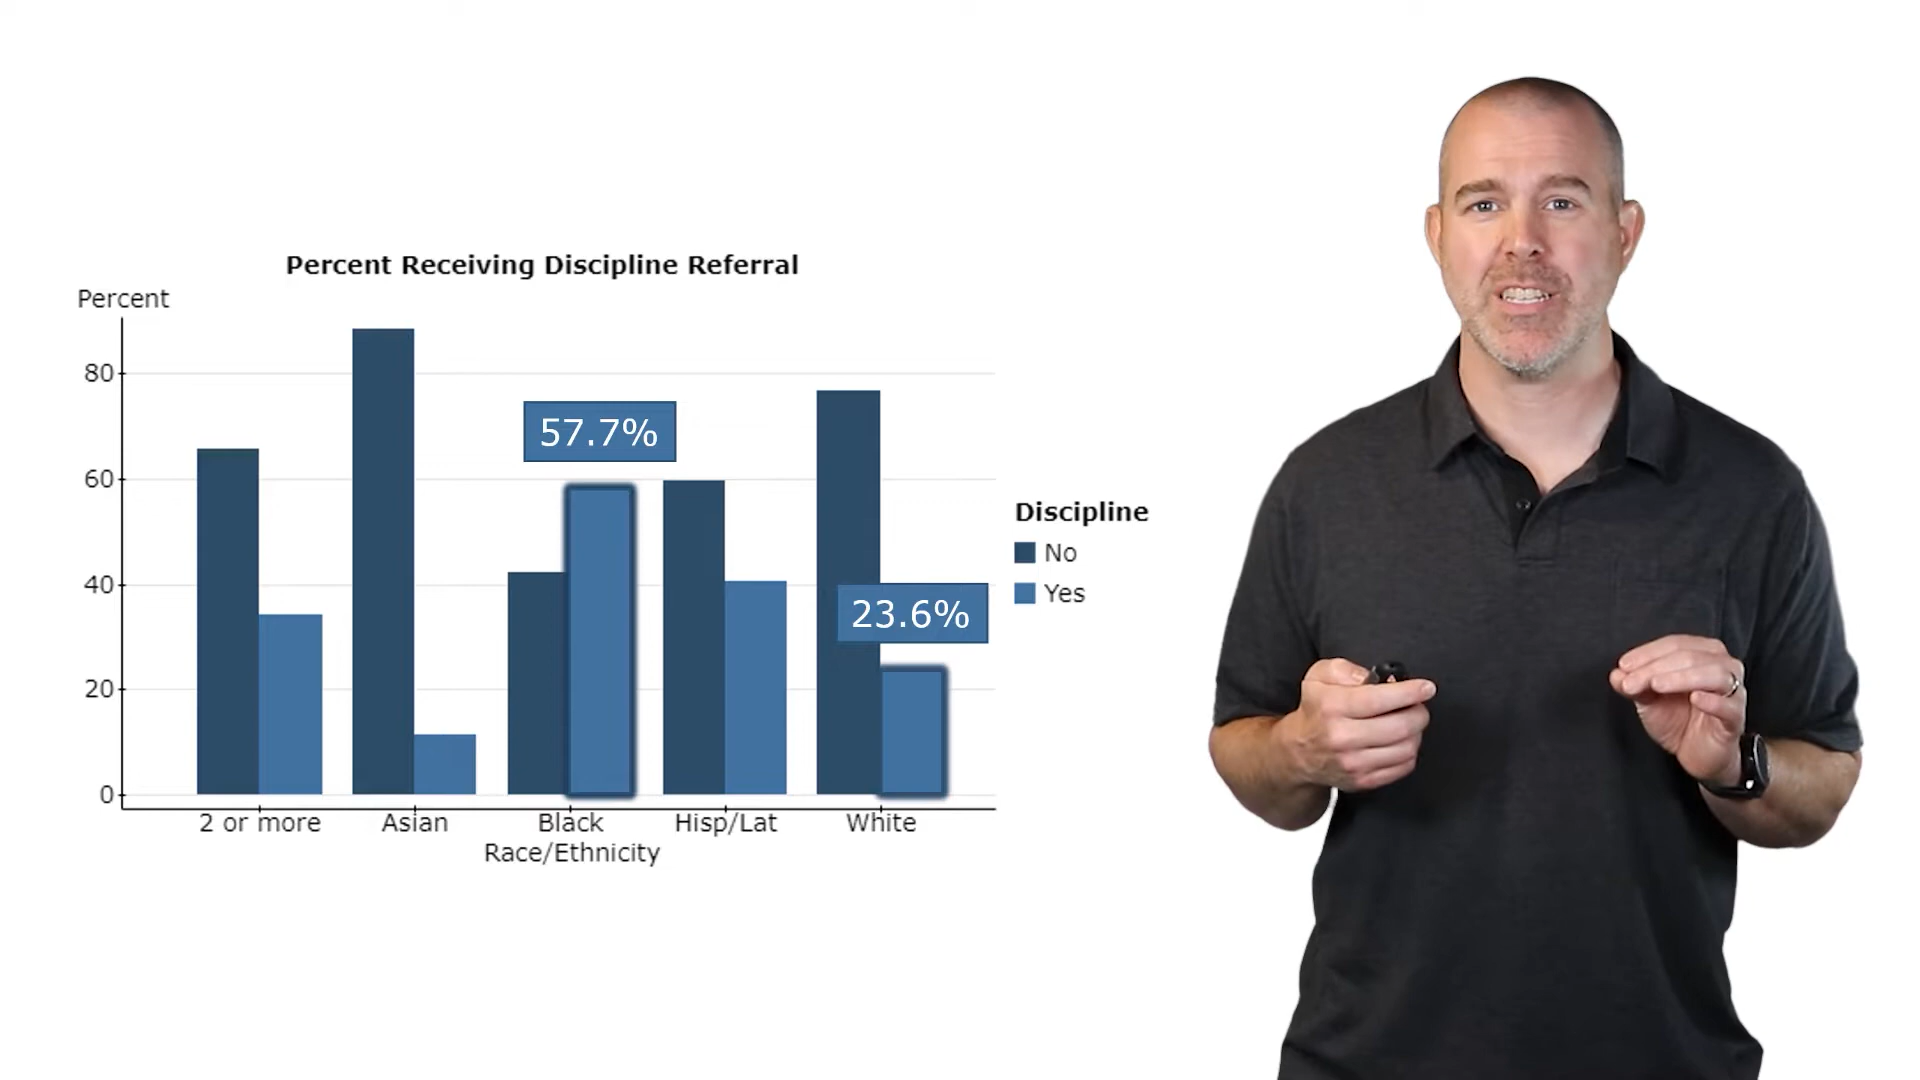 Percent Receiving Discipline Referral
Percent
80
60
40
20
0
57.7%
23.6%
2 or more Asian Black Hisp/Lat White
Race/Ethnicity
Discipline
No
Yes